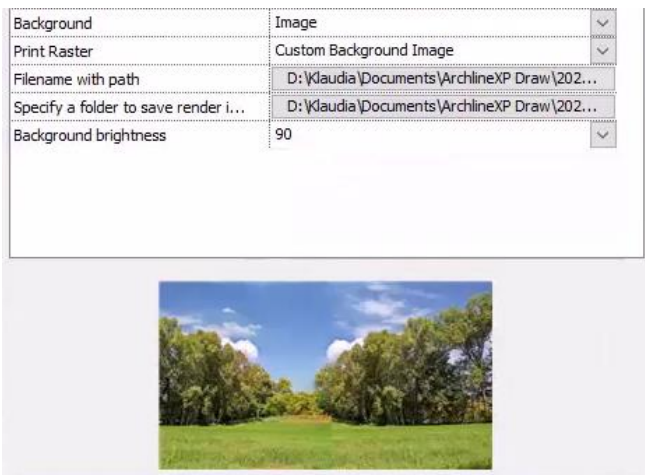 Background Image
Print Raster Custom Background Image
Filename with path D:\Klaudia\Documents\ArchlineXP Draw\202...
Specify a folder to save render i... D:\Klaudia\Documents\ArchlineXP Draw\202...
Background brightness 90